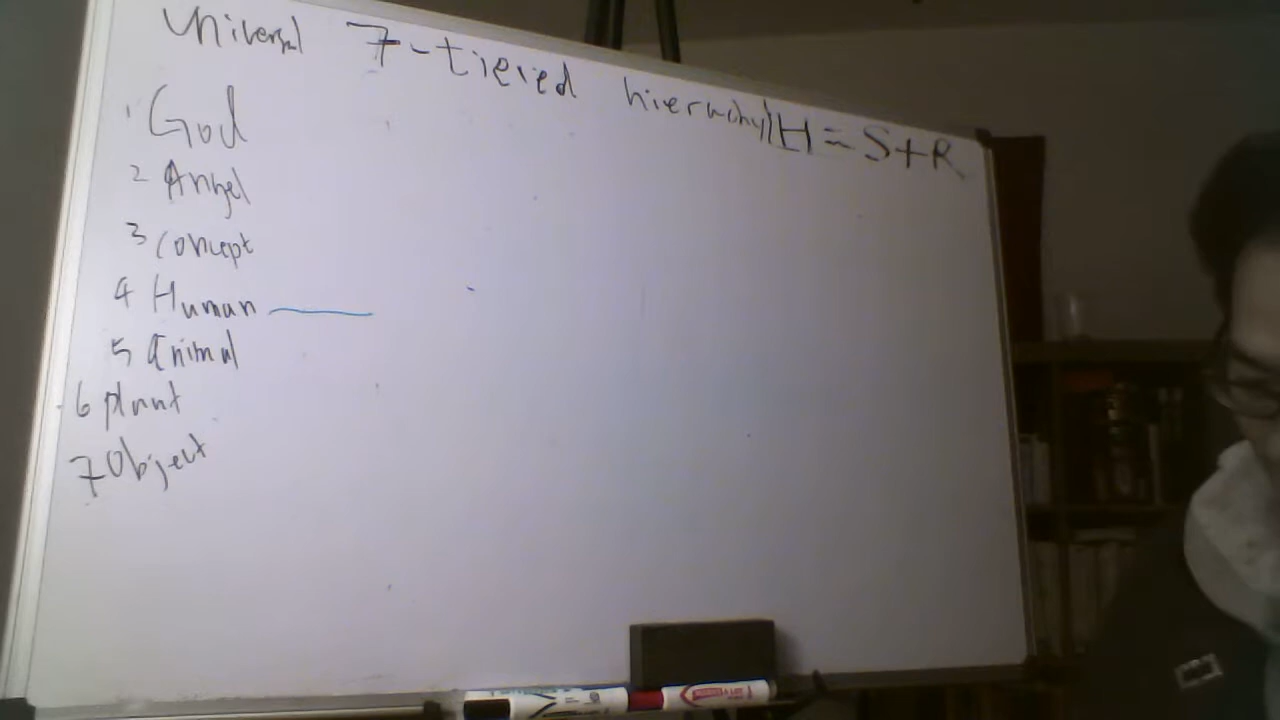 Universal 7-tiered hierarchy H = S+R
1 God
2 Angel
3 concept
4 Human
5 Animal
6 plant
7 Object